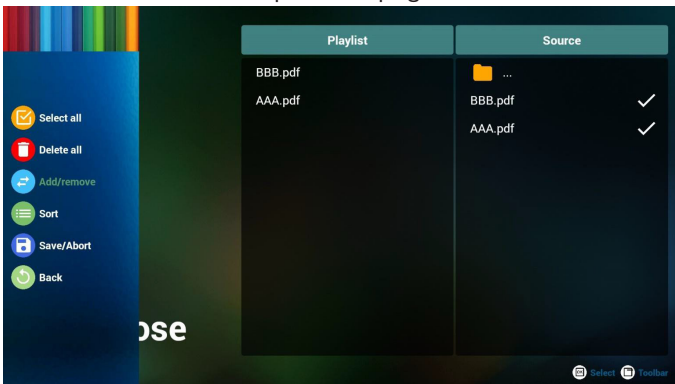 Playlist
Source
BBB.pdf
AAA.pdf
...
BBB.pdf
AAA.pdf
Select all
Delete all
Add/remove
Sort
Save/Abort
Back
ose
Select
Toolbar